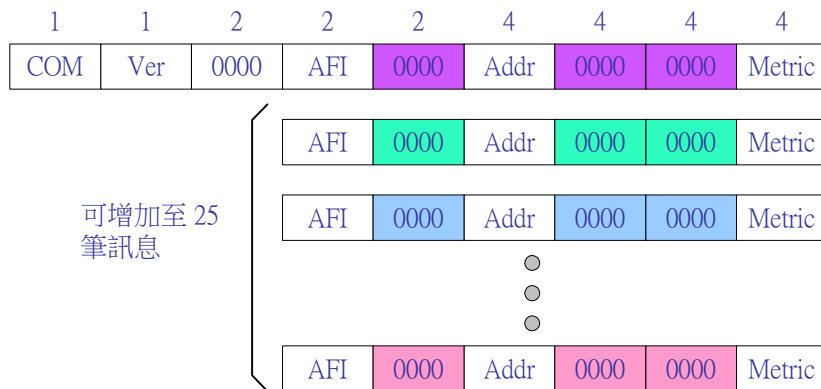 1 1 2 2 2 4 4 4 4
COM Ver 0000 AFI 0000 Addr 0000 0000 Metric
AFI 0000 Addr 0000 0000 Metric
可增加至 25
筆訊息
AFI 0000 Addr 0000 0000 Metric
AFI 0000 Addr 0000 0000 Metric